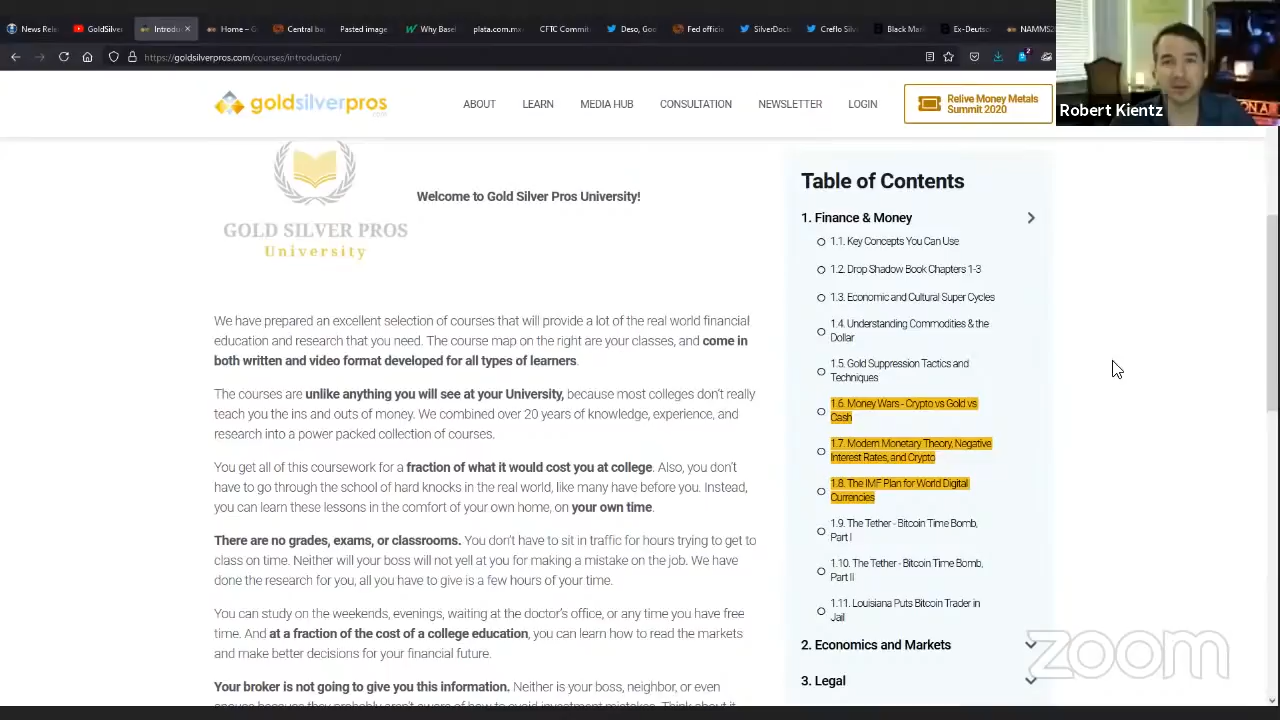 News Rele
GoldSilv
Introdu
Home
Ted off
SilverPr
Black Mar
Ex-Deuts
NAMMS
https://goldsilverpros.com/courses/introduction/
2
goldsilverpros
ABOUT
LEARN
MEDIA HUB
CONSULTATION
NEWSLETTER
LOGIN
Relive Money Metals
Summit 2020
Robert Kientz
GOLD SILVER PROS
University
Welcome to Gold Silver Pros University!
We have prepared an excellent selection of courses that will provide a lot of the real world financial
education and research that you need. The course map on the right are your classes, and come in
both written and video format developed for all types of learners.
The courses are unlike anything you will see at your University, because most colleges don't really
teach you the ins and outs of money. We combined over 20 years of knowledge, experience, and
research into a power packed collection of courses.
You get all of this coursework for a fraction of what it would cost you at college. Also, you don't
have to go through the school of hard knocks in the real world, like many have before you. Instead,
you can learn these lessons in the comfort of your own home, on your own time.
There are no grades, exams, or classrooms. You don't have to sit in traffic for hours trying to get to
class on time. Neither will your boss will not yell at you for making a mistake on the job. We have
done the research for you, all you have to give is a few hours of your time.
You can study on the weekends, evenings, waiting at the doctor's office, or any time you have free
time. And at a fraction of the cost of a college education, you can learn how to read the markets
and make better decisions for your financial future.
Your broker is not going to give you this information. Neither is your boss, neighbor, or even
Table of Contents
1. Finance & Money
1.1. Key Concepts You Can Use
1.2. Drop Shadow Book Chapters 1-3
1.3. Economic and Cultural Super Cycles
1.4. Understanding Commodities & the
Dollar
1.5. Gold Suppression Tactics and
Techniques
1.6. Money Wars - Crypto vs Gold vs
Cash
1.7. Modern Monetary Theory, Negative
Interest Rates, and Crypto
1.8. The IMF Plan for World Digital
Currencies
1.9. The Tether - Bitcoin Time Bomb,
Part I
1.10. The Tether - Bitcoin Time Bomb,
Part II
1.11. Louisiana Puts Bitcoin Trader in
Jail
2. Economics and Markets
3. Legal
zoom